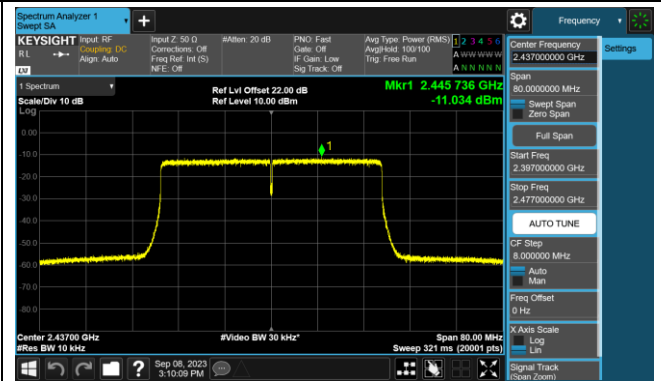 Spectrum Analyzer 1
Swept SA
+
Frequency
KEYSIGHT
RL
LXI
Input: RF
Coupling: DC
Align: Auto
Input Z: 50 Ω
Corrections: Off
Freq Ref: Int (S)
NFE: Off
#Atten: 20 dB
PNO: Fast
Gate: Off
IF Gain: Low
Sig Track: Off
Avg Type: Power (RMS)
Avg|Hold: 100/100
Trig: Free Run
1 2 3 4 5 6
A W W W W W
A N N N N N
Center Frequency
2.437000000 GHz
Settings
Span
80.0000000 MHz
Swept Span
Zero Span
Full Span
Start Freq
2.397000000 GHz
Stop Freq
2.477000000 GHz
AUTO TUNE
CF Step
8.000000 MHz
Auto
Man
Freq Offset
0 Hz
X Axis Scale
Log
Lin
Signal Track
(Span Zoom)
1 Spectrum
Scale/Div 10 dB
Ref Lvl Offset 22.00 dB
Ref Level 10.00 dBm
Mkr1 2.445 736 GHz
-11.034 dBm
Log
0.00
-10.0
-20.0
-30.0
-40.0
-50.0
-60.0
-70.0
-80.0
1
Center 2.43700 GHz
#Res BW 10 kHz
#Video BW 30 kHz*
Span 80.00 MHz
Sweep 321 ms (20001 pts)
?
Sep 08, 2023
3:10:09 PM